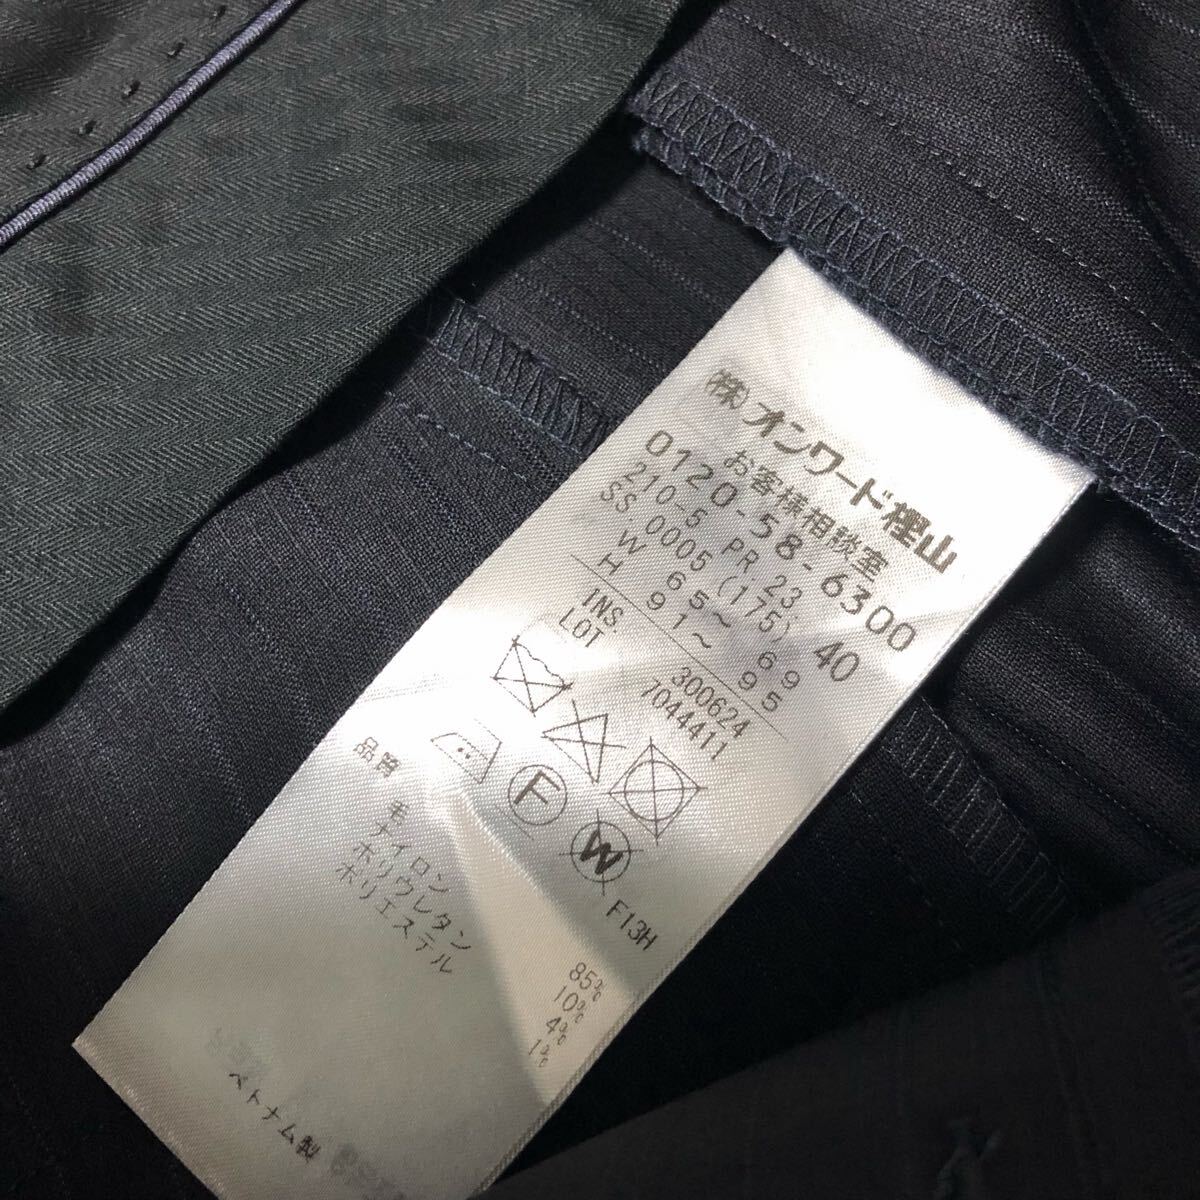 (株)オンワード樫山
お客様相談室
0120-58-6300
210-5 PR.23 40
SS.0005(175)
W 65~69
H 91~95
INS. 300624
LOT 7044411
F
W
F13H
品質
毛 85%
ナイロン 10%
ポリウレタン 4%
ポリエステル 1%
ベトナム製